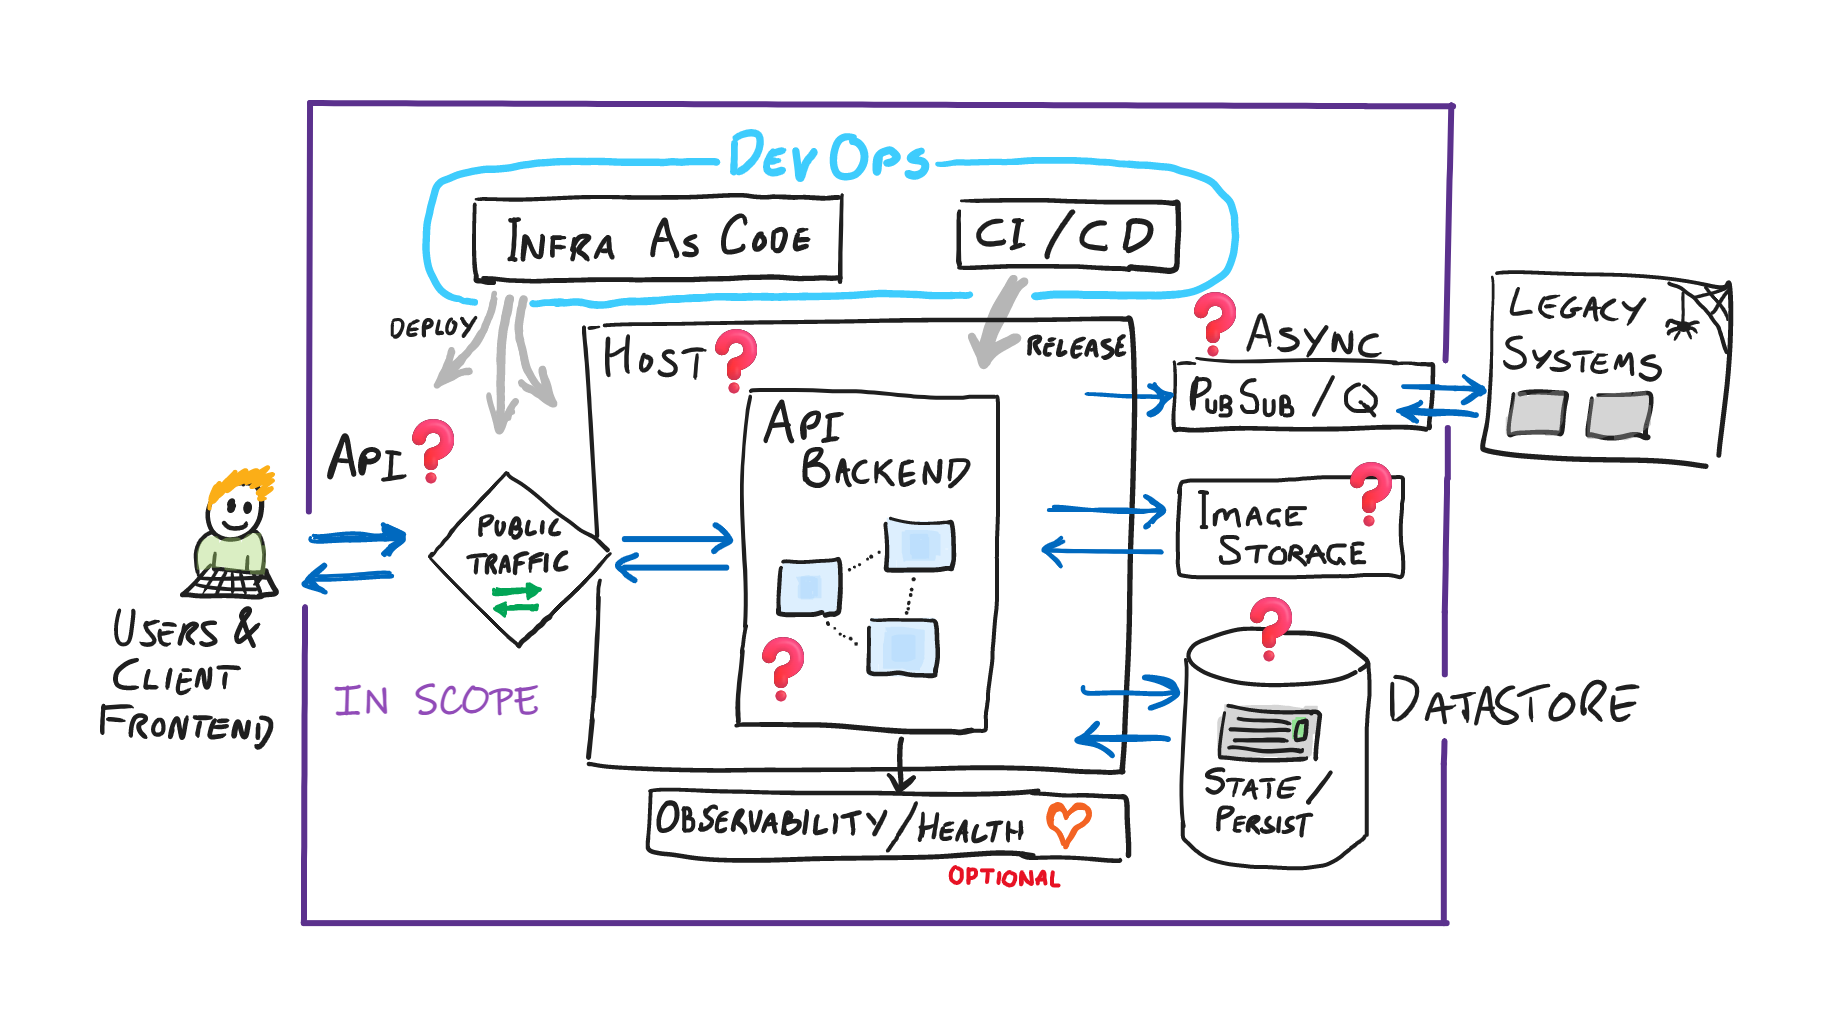 DevOps
Infra As Code
CI/CD
Deploy
Release
Host?
?
Async
PubSub/Q
Legacy
Systems
Api?
Api
Backend
Public
Traffic
Image ?
Storage
Users &
Client
Frontend
In Scope
?
?
Datastore
State/
Persist
Observability/Health
Optional